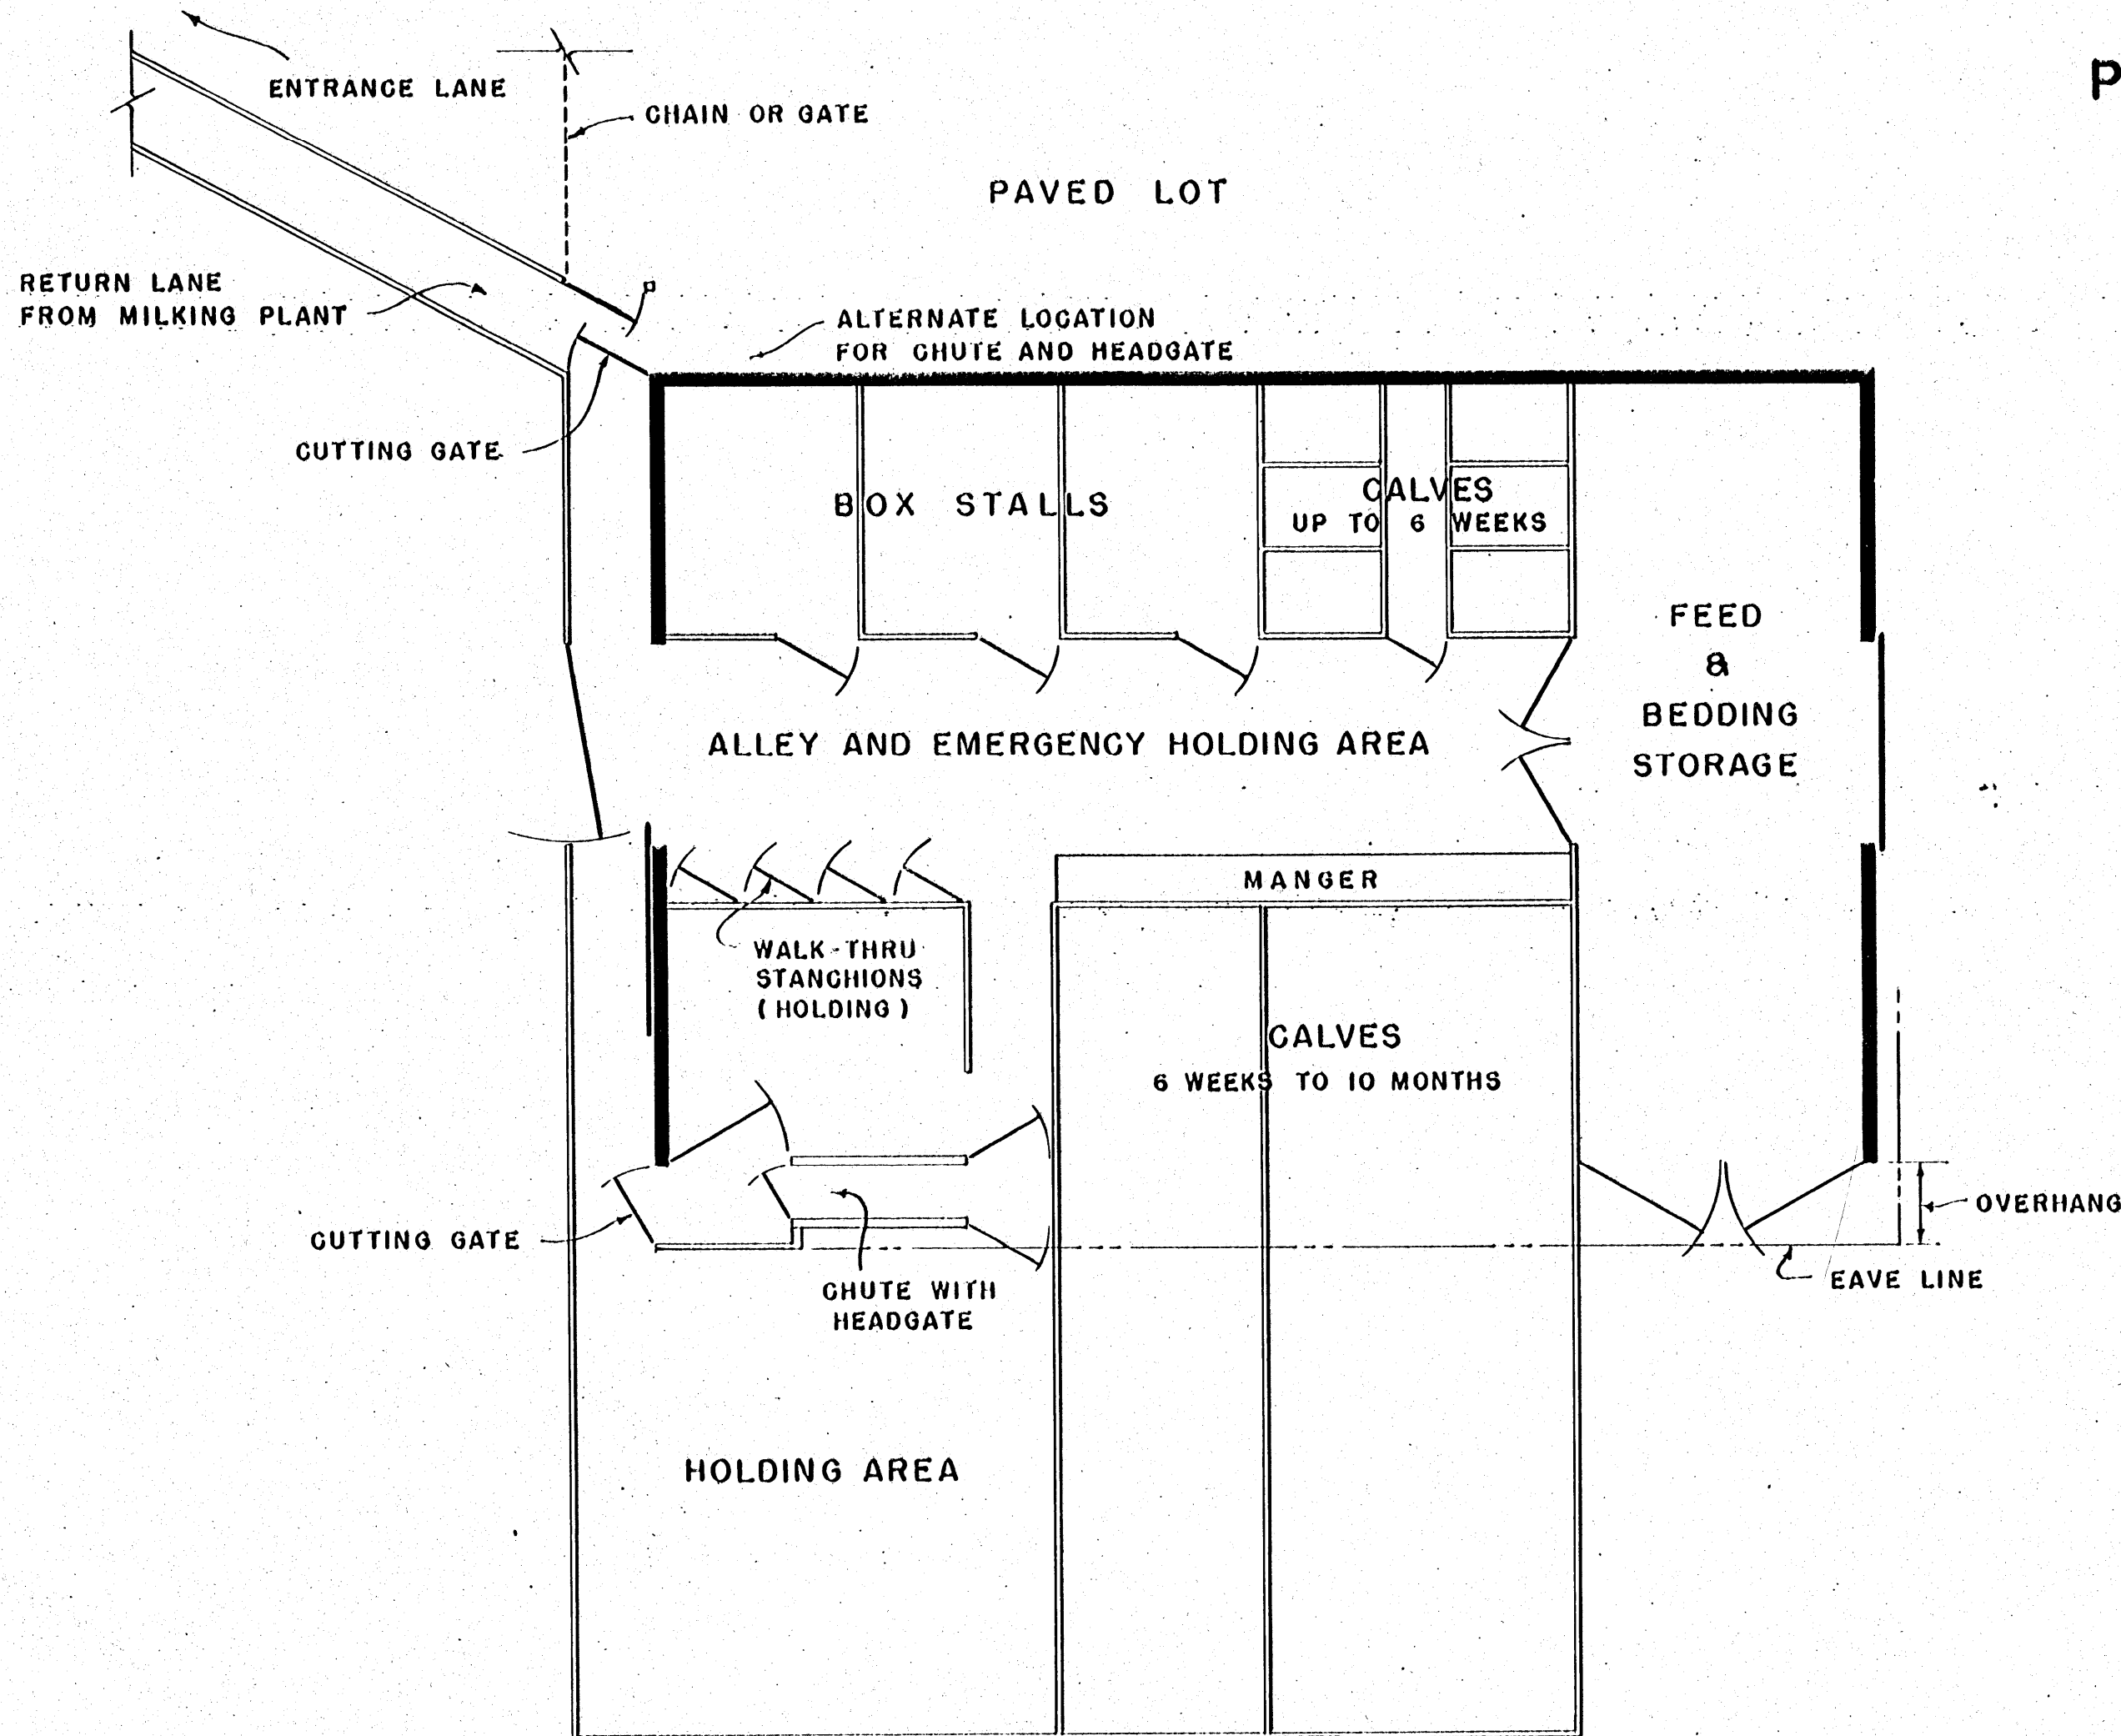 P
ENTRANCE LANE
CHAIN OR GATE
PAVED LOT
RETURN LANE
FROM MILKING PLANT
ALTERNATE LOCATION
FOR CHUTE AND HEADGATE
CUTTING GATE
BOX STALLS
CALVES
UP TO 6 WEEKS
FEED
&
BEDDING
STORAGE
ALLEY AND EMERGENCY HOLDING AREA
MANGER
WALK-THRU
STANCHIONS
(HOLDING)
CALVES
6 WEEKS TO 10 MONTHS
OVERHANG
CUTTING GATE
EAVE LINE
CHUTE WITH
HEADGATE
HOLDING AREA